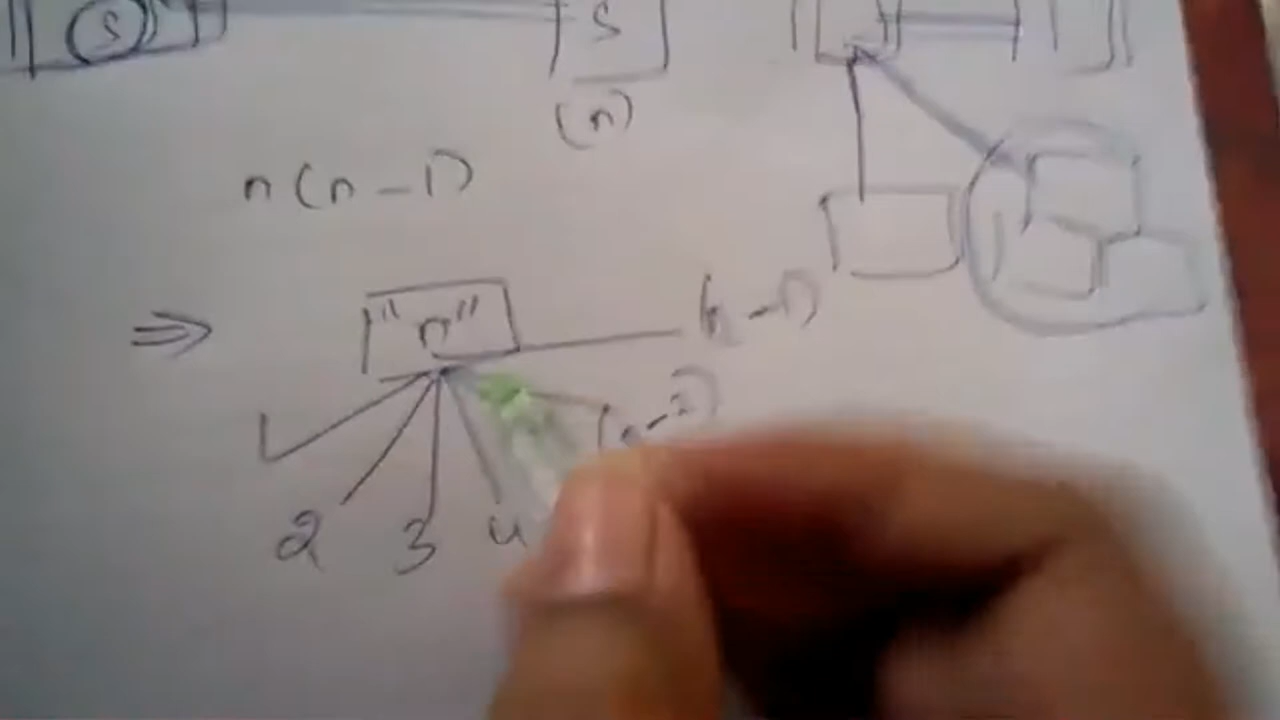 S S
(n)
n(n-1)
⇒ "n" (n-1)
(n-2)
1
2 3 4